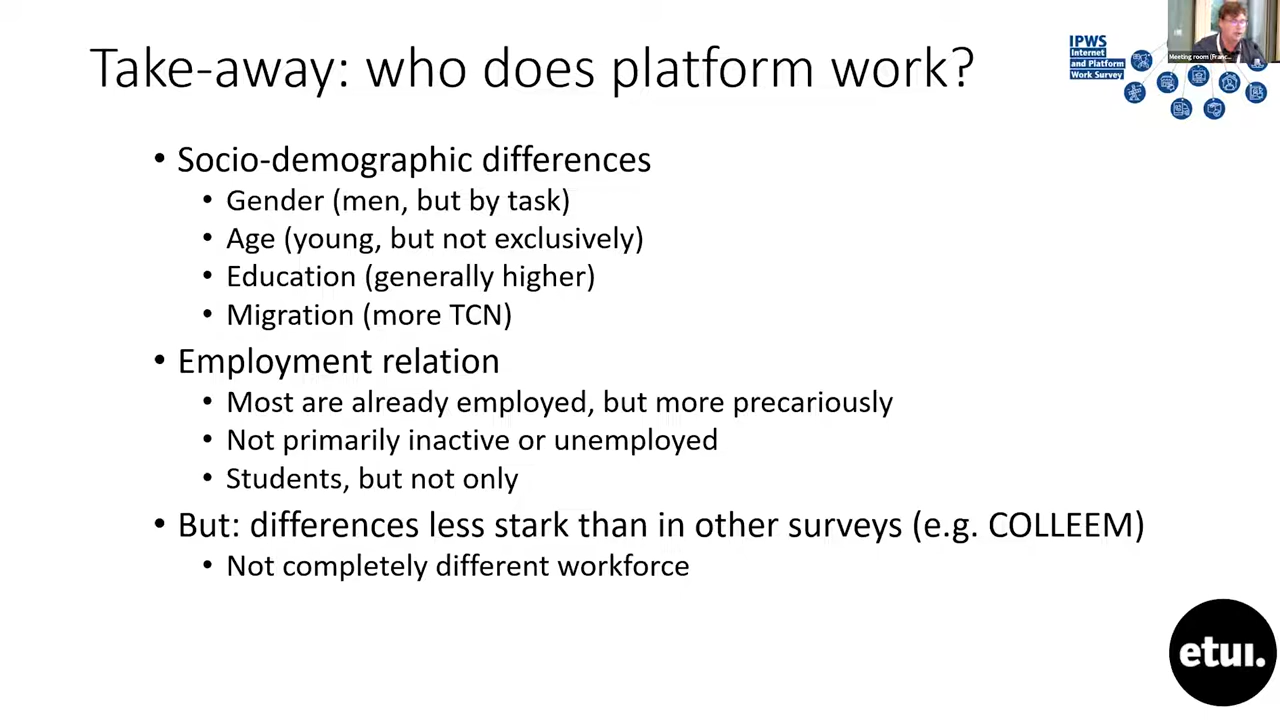 Take-away: who does platform work?
IPWS
Internet
and Platform
Work Survey
Meeting room (Franc...
• Socio-demographic differences
• Gender (men, but by task)
• Age (young, but not exclusively)
• Education (generally higher)
• Migration (more TCN)
• Employment relation
• Most are already employed, but more precariously
• Not primarily inactive or unemployed
• Students, but not only
• But: differences less stark than in other surveys (e.g. COLLEEM)
• Not completely different workforce
etui.